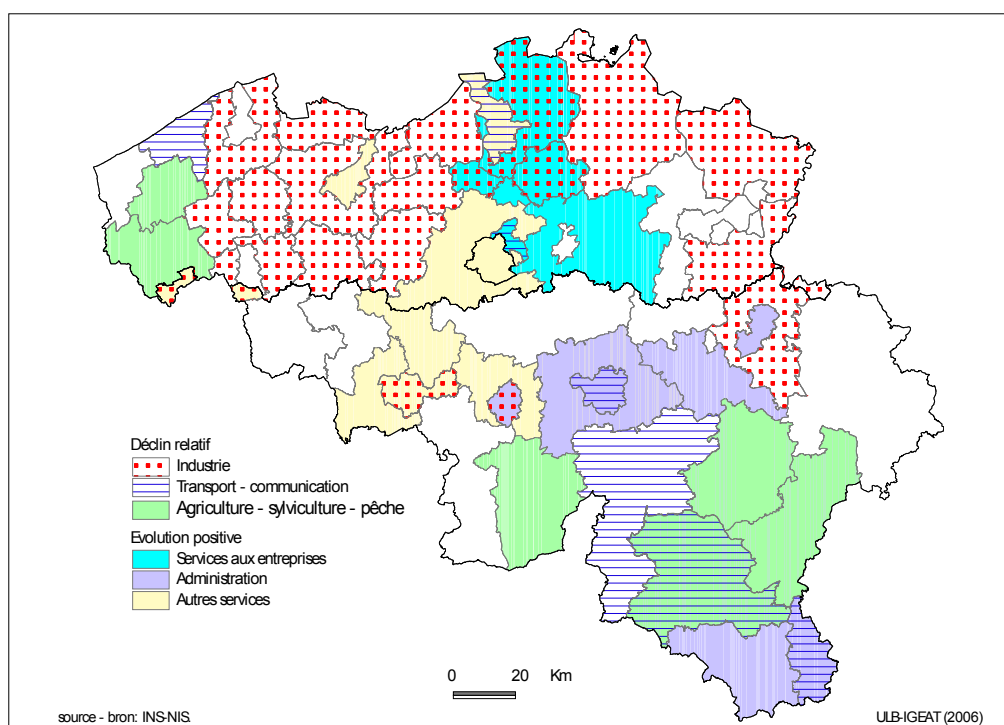 Déclin relatif
Industrie
Transport - communication
Agriculture - sylviculture - pêche
Evolution positive
Services aux entreprises
Administration
Autres services
0 20 Km
source - bron: INS-NIS.
ULB-IGEAT (2006)